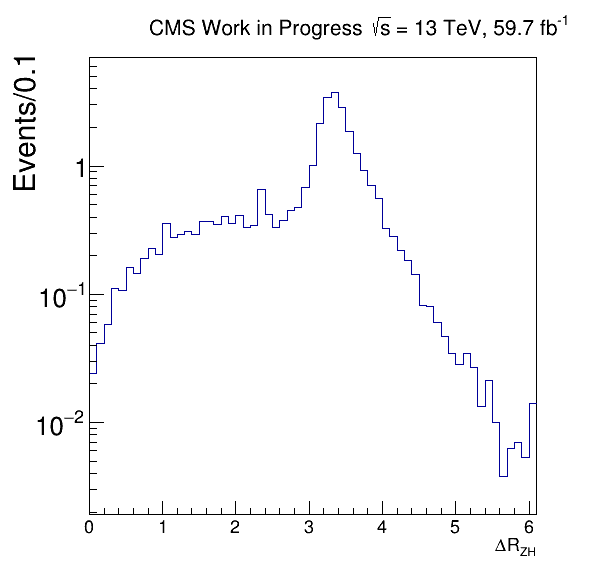 CMS Work in Progress √s = 13 TeV, 59.7 fb⁻¹
Events/0.1
1
10⁻¹
10⁻²
0 1 2 3 4 5 6
ΔR_ZH